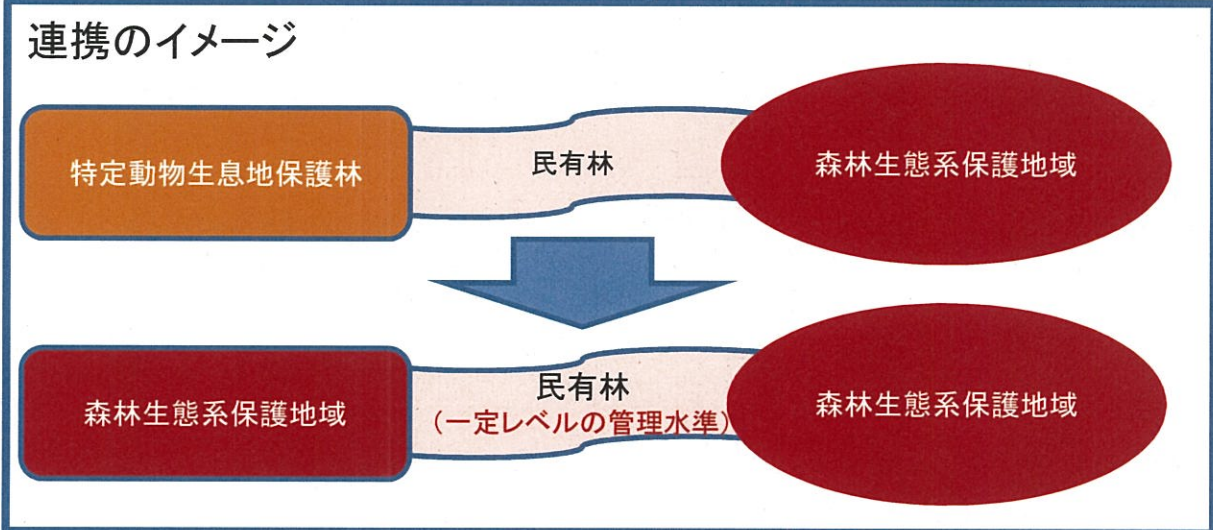 連携のイメージ
特定動物生息地保護林
民有林
森林生態系保護地域
森林生態系保護地域
民有林
(一定レベルの管理水準)
森林生態系保護地域